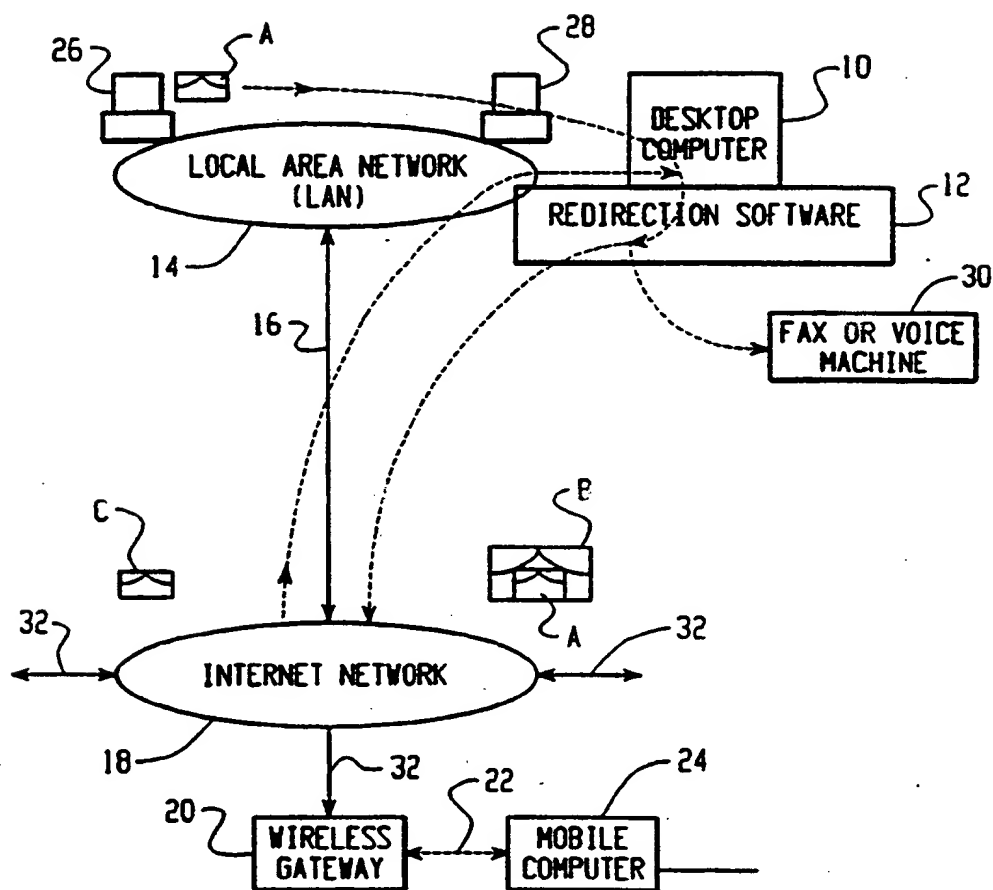 26
A
28
10
DESKTOP
COMPUTER
LOCAL AREA NETWORK
(LAN)
REDIRECTION SOFTWARE
12
14
30
16
FAX OR VOICE
MACHINE
C
B
A
32
32
INTERNET NETWORK
18
32
24
20
22
WIRELESS
GATEWAY
MOBILE
COMPUTER